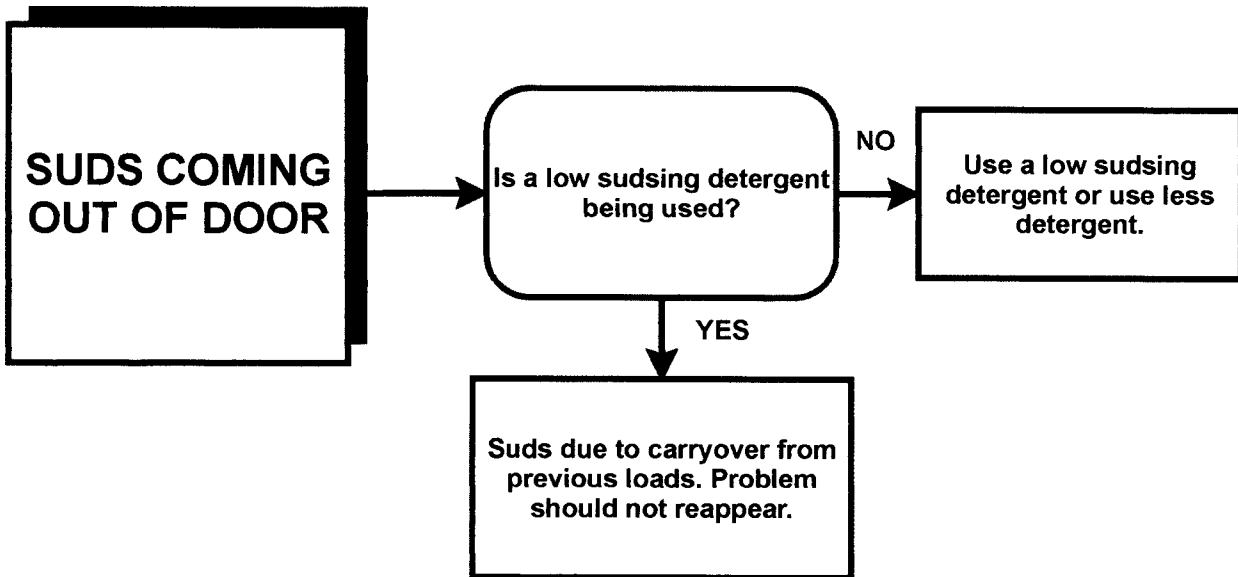 SUDS COMING
OUT OF DOOR
Is a low sudsing detergent
being used?
NO
Use a low sudsing
detergent or use less
detergent.
YES
Suds due to carryover from
previous loads. Problem
should not reappear.